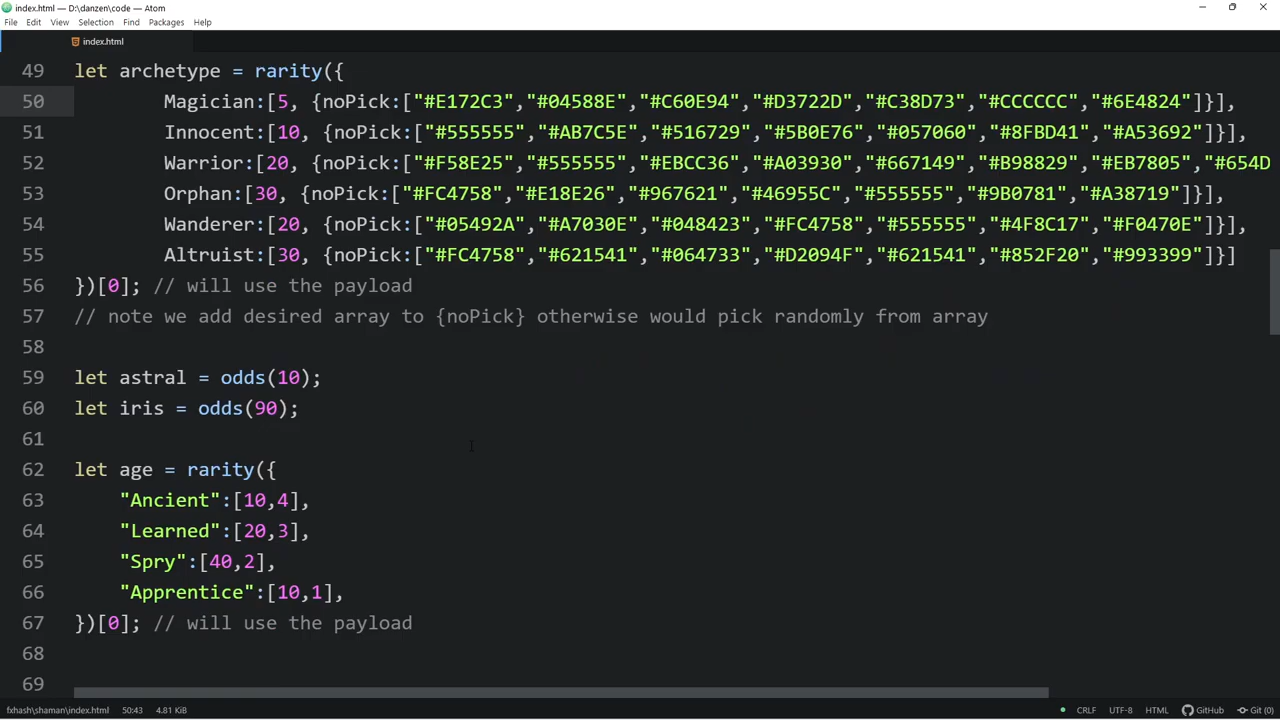 index.html — D:\danzen\code — Atom
File Edit View Selection Find Packages Help
index.html
49 let archetype = rarity({
50 Magician:[5, {noPick:["#E172C3","#04588E","#C60E94","#D3722D","#C38D73","#CCCCCC","#6E4824"]}],
51 Innocent:[10, {noPick:["#555555","#AB7C5E","#516729","#5B0E76","#057060","#8FBD41","#A53692"]}],
52 Warrior:[20, {noPick:["#F58E25","#555555","#EBCC36","#A03930","#667149","#B98829","#EB7805","#654D
53 Orphan:[30, {noPick:["#FC4758","#E18E26","#967621","#46955C","#555555","#9B0781","#A38719"]}],
54 Wanderer:[20, {noPick:["#05492A","#A7030E","#048423","#FC4758","#555555","#4F8C17","#F0470E"]}],
55 Altruist:[30, {noPick:["#FC4758","#621541","#064733","#D2094F","#621541","#852F20","#993399"]}]
56 })[0]; // will use the payload
57 // note we add desired array to {noPick} otherwise would pick randomly from array
58
59 let astral = odds(10);
60 let iris = odds(90);
61
62 let age = rarity({
63 "Ancient":[10,4],
64 "Learned":[20,3],
65 "Spry":[40,2],
66 "Apprentice":[10,1],
67 })[0]; // will use the payload
68
69
fxhash\shaman\index.html 50:43 4.81 KiB CRLF UTF-8 HTML GitHub Git (0)